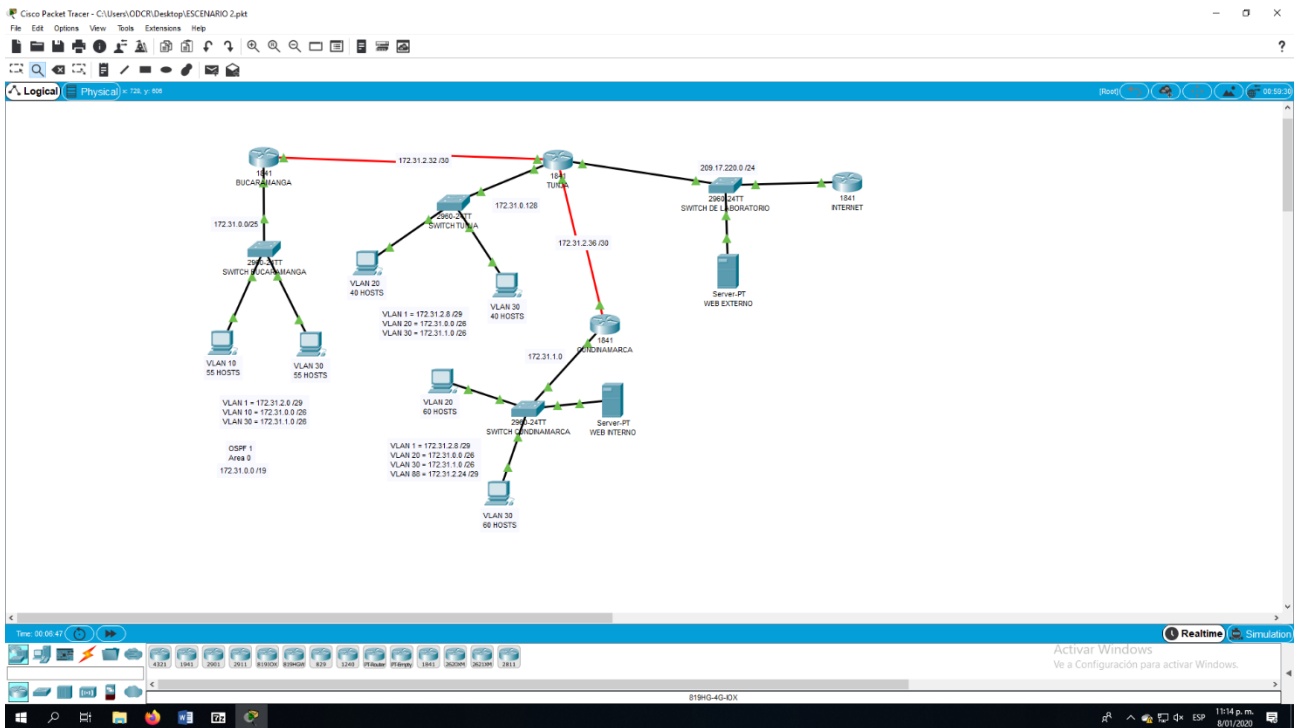 Cisco Packet Tracer - C:\Users\ODCR\Desktop\ESCENARIO 2.pkt
File Edit Options View Tools Extensions Help
Logical Physical x: 728, y: 606
[Root] 00:59:30
172.31.2.32 /30
1841
BUCARAMANGA
1841
TUNJA
209.17.220.0 /24
2960-24TT
SWITCH DE LABORATORIO
1841
INTERNET
172.31.0.128
2960-24TT
SWITCH TUNJA
172.31.0.0/25
172.31.2.36 /30
2960-24TT
SWITCH BUCARAMANGA
VLAN 20
40 HOSTS
VLAN 30
40 HOSTS
Server-PT
WEB EXTERNO
VLAN 1 = 172.31.2.8 /29
VLAN 20 = 172.31.0.0 /26
VLAN 30 = 172.31.1.0 /26
1841
CUNDINAMARCA
172.31.1.0
VLAN 10
55 HOSTS
VLAN 30
55 HOSTS
VLAN 20
60 HOSTS
2960-24TT
SWITCH CUNDINAMARCA
Server-PT
WEB INTERNO
VLAN 1 = 172.31.2.0 /29
VLAN 10 = 172.31.0.0 /26
VLAN 30 = 172.31.1.0 /26
OSPF 1
Area 0
172.31.0.0 /19
VLAN 1 = 172.31.2.8 /29
VLAN 20 = 172.31.0.0 /26
VLAN 30 = 172.31.1.0 /26
VLAN 88 = 172.31.2.24 /29
VLAN 30
60 HOSTS
Time: 00:06:47
Realtime Simulation
4321 1941 2901 2911 819IOX 819HGW 829 1240 PT-Router PT-Empty 1841 2620XM 2621XM 2811
Activar Windows
Ve a Configuración para activar Windows.
819HG-4G-IOX
ESP
11:14 p. m.
8/01/2020